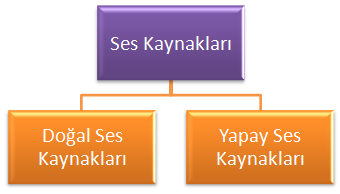 Ses Kaynakları
Doğal Ses
Kaynakları
Yapay Ses
Kaynakları